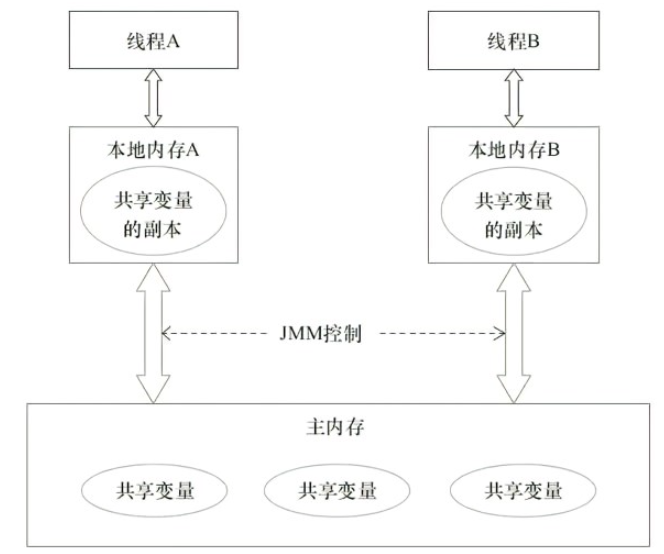 线程A
线程B
本地内存A
共享变量
的副本
本地内存B
共享变量
的副本
JMM控制
主内存
共享变量
共享变量
共享变量